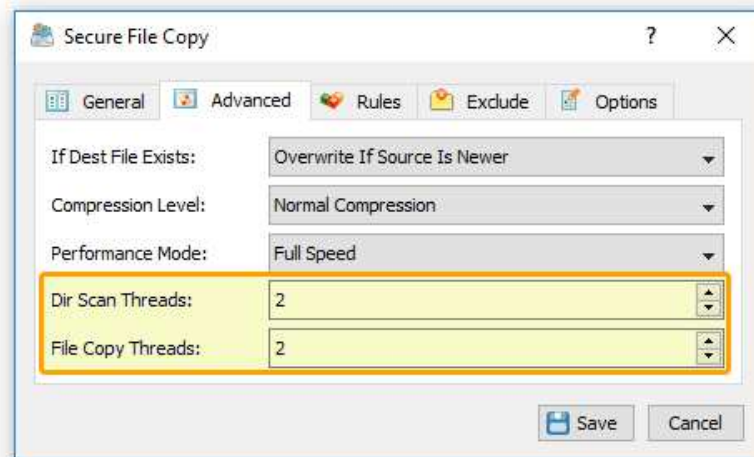 Secure File Copy ?
General Advanced Rules Exclude Options
If Dest File Exists: Overwrite If Source Is Newer
Compression Level: Normal Compression
Performance Mode: Full Speed
Dir Scan Threads: 2
File Copy Threads: 2
Save Cancel